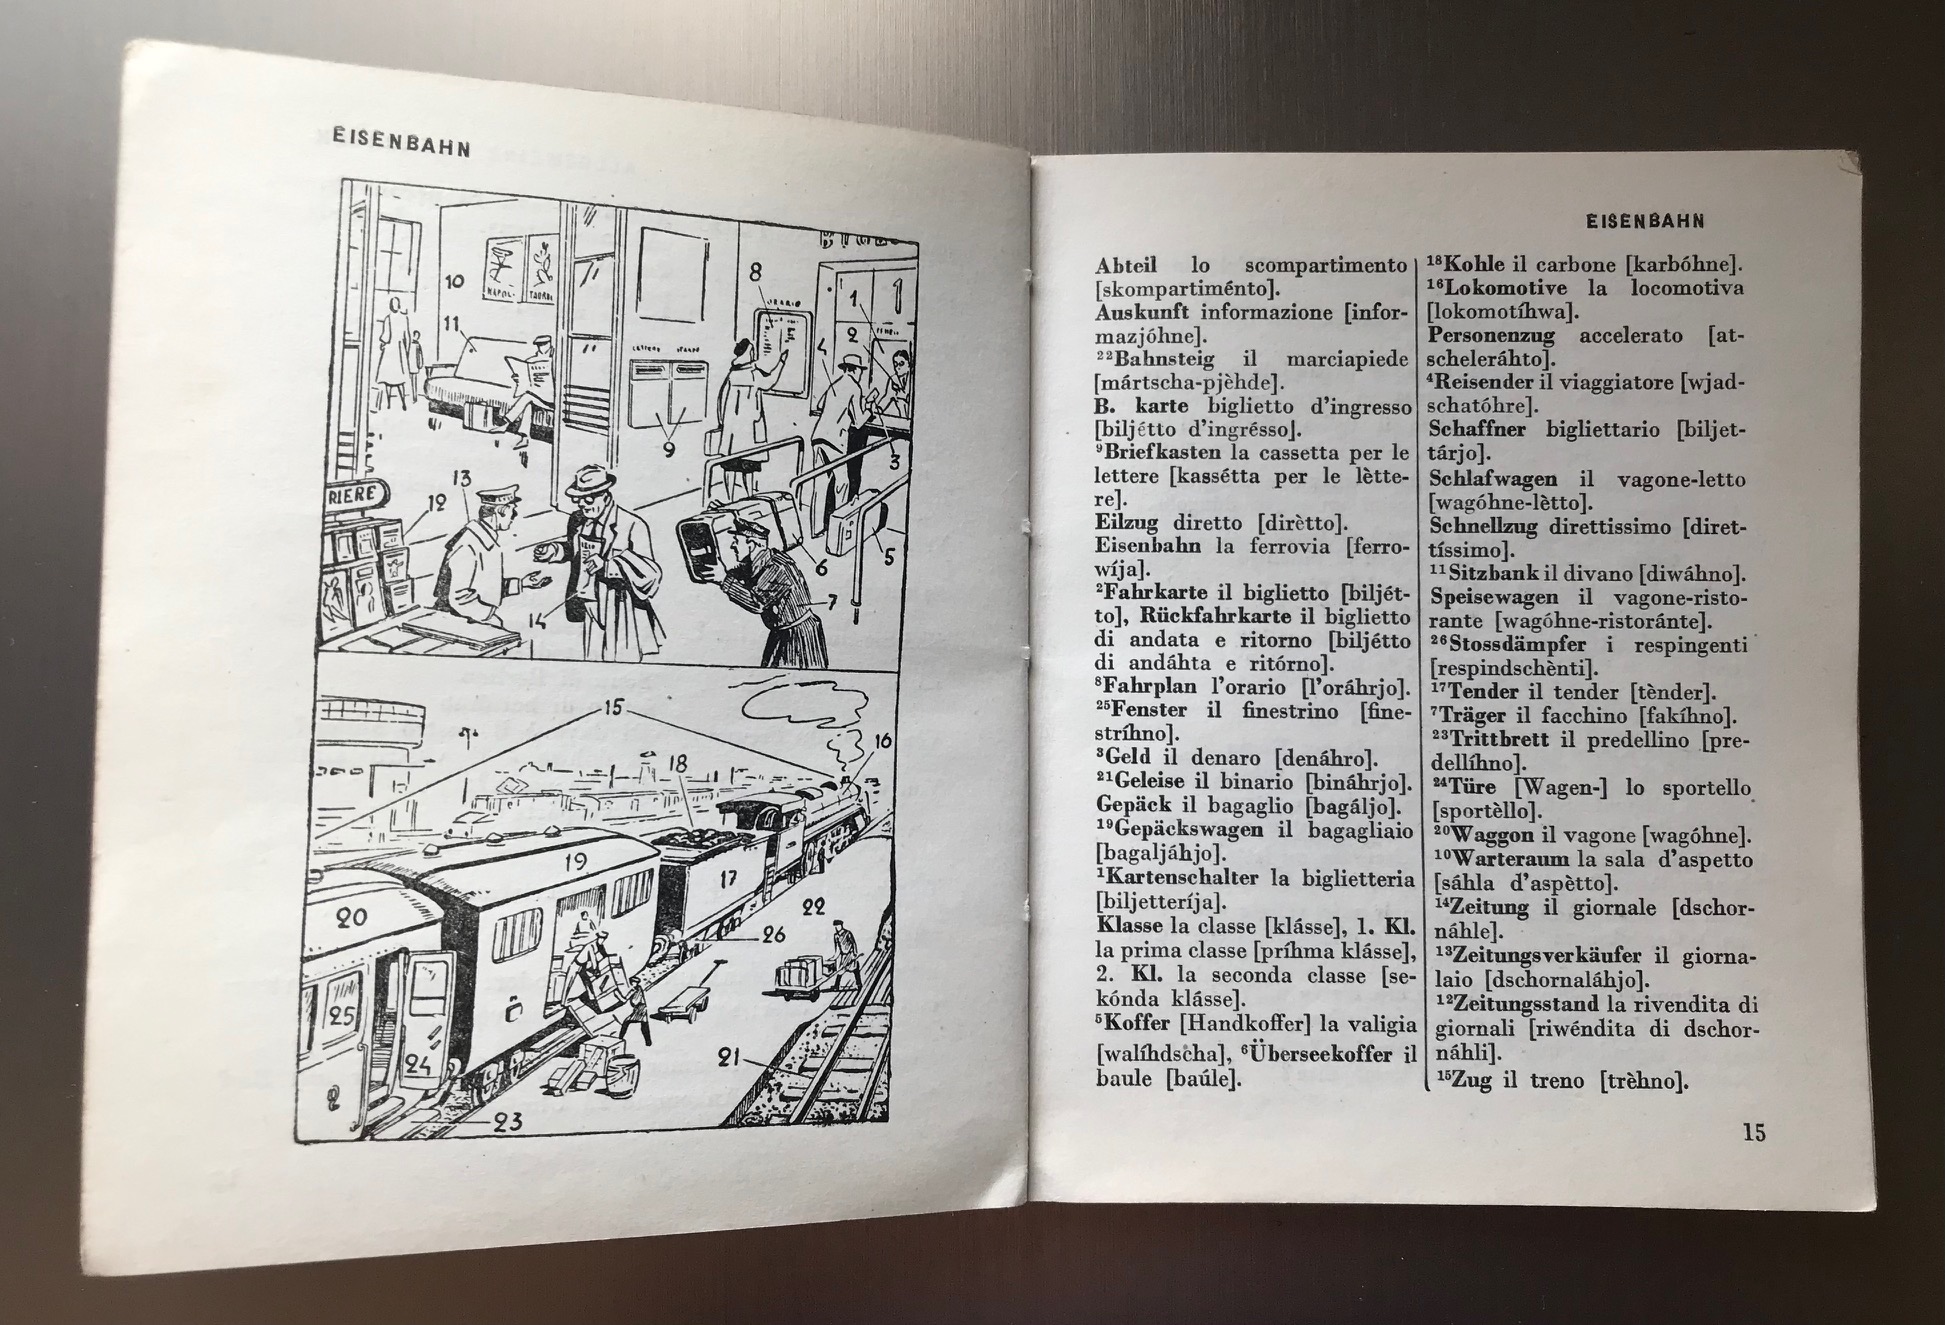 EISENBAHN
8
10
1
ORARIO
NAPOLI
TAORM
11
2
4
LETTERE STAMPE
9
3
13
RIERE
12
5
6
7
14
15
16
18
19
17
20
22
26
25
21
24
2
23
EISENBAHN
Abteil lo scompartimento
[skompartiménto].
Auskunft informazione [infor-
mazjóhne].
²²Bahnsteig il marciapiede
[mártscha-pjèhde].
B. karte biglietto d'ingresso
[biljétto d'ingrésso].
⁹Briefkasten la cassetta per le
lettere [kassétta per le lètte-
re].
Eilzug diretto [dirètto].
Eisenbahn la ferrovia [ferro-
wíja].
²Fahrkarte il biglietto [biljét-
to], Rückfahrkarte il biglietto
di andata e ritorno [biljétto
di andáhta e ritórno].
⁸Fahrplan l'orario [l'oráhrjo].
²⁵Fenster il finestrino [fine-
stríhno].
³Geld il denaro [denáhro].
²¹Geleise il binario [bináhrjo].
Gepäck il bagaglio [bagáljo].
¹⁹Gepäckswagen il bagagliaio
[bagaljáhjo].
¹Kartenschalter la biglietteria
[biljetteríja].
Klasse la classe [klásse], 1. Kl.
la prima classe [príhma klásse],
2. Kl. la seconda classe [se-
kónda klásse].
⁵Koffer [Handkoffer] la valigia
[walíhdscha], ⁶Überseekoffer il
baule [baúle].
¹⁸Kohle il carbone [karbóhne].
¹⁶Lokomotive la locomotiva
[lokomotíhwa].
Personenzug accelerato [at-
scheleráhto].
⁴Reisender il viaggiatore [wjad-
schatóhre].
Schaffner bigliettario [biljet-
tárjo].
Schlafwagen il vagone-letto
[wagóhne-lètto].
Schnellzug direttissimo [diret-
tíssimo].
¹¹Sitzbank il divano [diwáhno].
Speisewagen il vagone-risto-
rante [wagóhne-ristoránte].
²⁶Stossdämpfer i respingenti
[respindschènti].
¹⁷Tender il tender [tènder].
⁷Träger il facchino [fakíhno].
²³Trittbrett il predellino [pre-
dellíhno].
²⁴Türe [Wagen-] lo sportello
[sportèllo].
²⁰Waggon il vagone [wagóhne].
¹⁰Warteraum la sala d'aspetto
[sáhla d'aspètto].
¹⁴Zeitung il giornale [dschor-
náhle].
¹³Zeitungsverkäufer il giorna-
laio [dschornaláhjo].
¹²Zeitungsstand la rivendita di
giornali [riwéndita di dschor-
náhli].
¹⁵Zug il treno [trèhno].
15